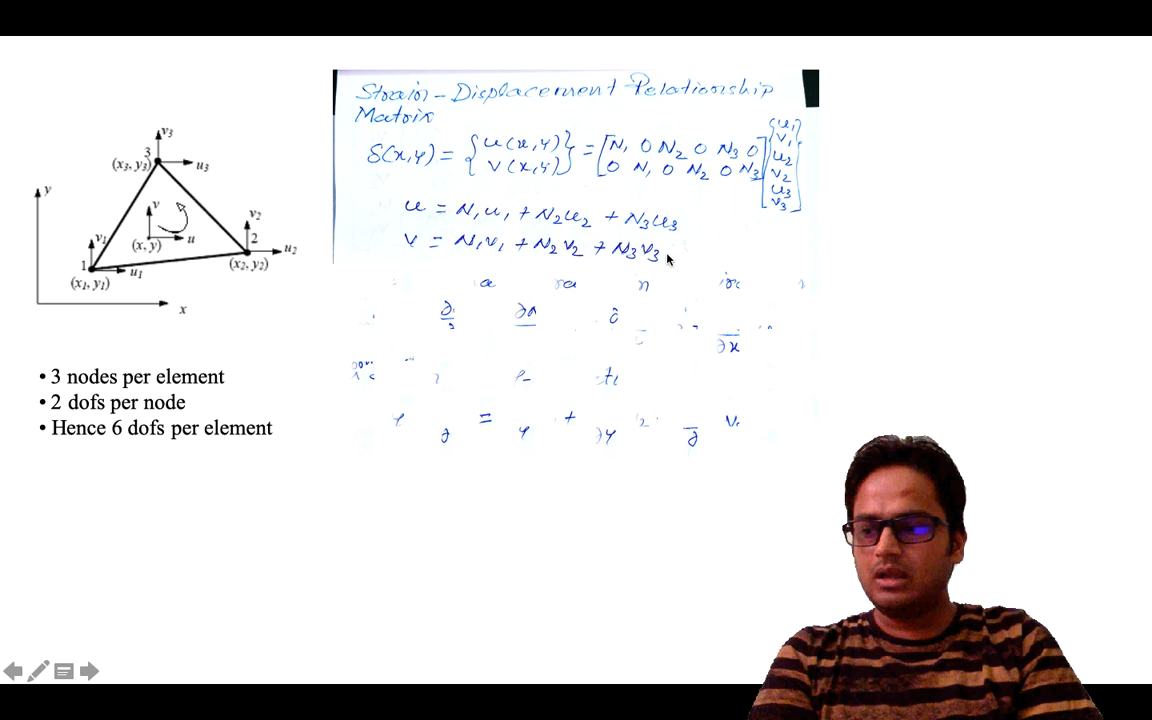 v3
3
(x3, y3)
u3
y
v
v2
2
v1
(x, y)
u
u2
1
u1
(x2, y2)
(x1, y1)
x
• 3 nodes per element
• 2 dofs per node
• Hence 6 dofs per element
Strain-Displacement Relationship
Matrix
δ(x,y) = {u(x,y) = [N1 0 N2 0 N3 0 {u1
v(x,y)} 0 N1 0 N2 0 N3] v1
u2
v2
u3
v3}
u = N1u1 + N2u2 + N3u3
v = N1v1 + N2v2 + N3v3